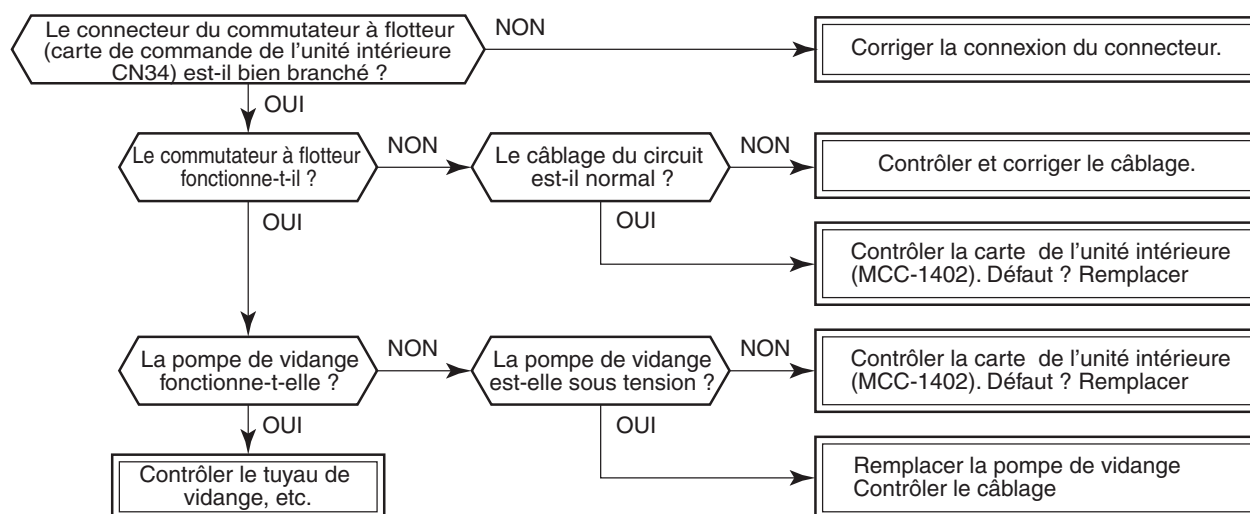 Le connecteur du commutateur à flotteur
(carte de commande de l'unité intérieure
CN34) est-il bien branché ?
NON
Corriger la connexion du connecteur.
OUI
Le commutateur à flotteur
fonctionne-t-il ?
NON
Le câblage du circuit
est-il normal ?
NON
Contrôler et corriger le câblage.
OUI
OUI
Contrôler la carte de l'unité intérieure
(MCC-1402). Défaut ? Remplacer
La pompe de vidange
fonctionne-t-elle ?
NON
La pompe de vidange
est-elle sous tension ?
NON
Contrôler la carte de l'unité intérieure
(MCC-1402). Défaut ? Remplacer
OUI
OUI
Contrôler le tuyau de
vidange, etc.
Remplacer la pompe de vidange
Contrôler le câblage